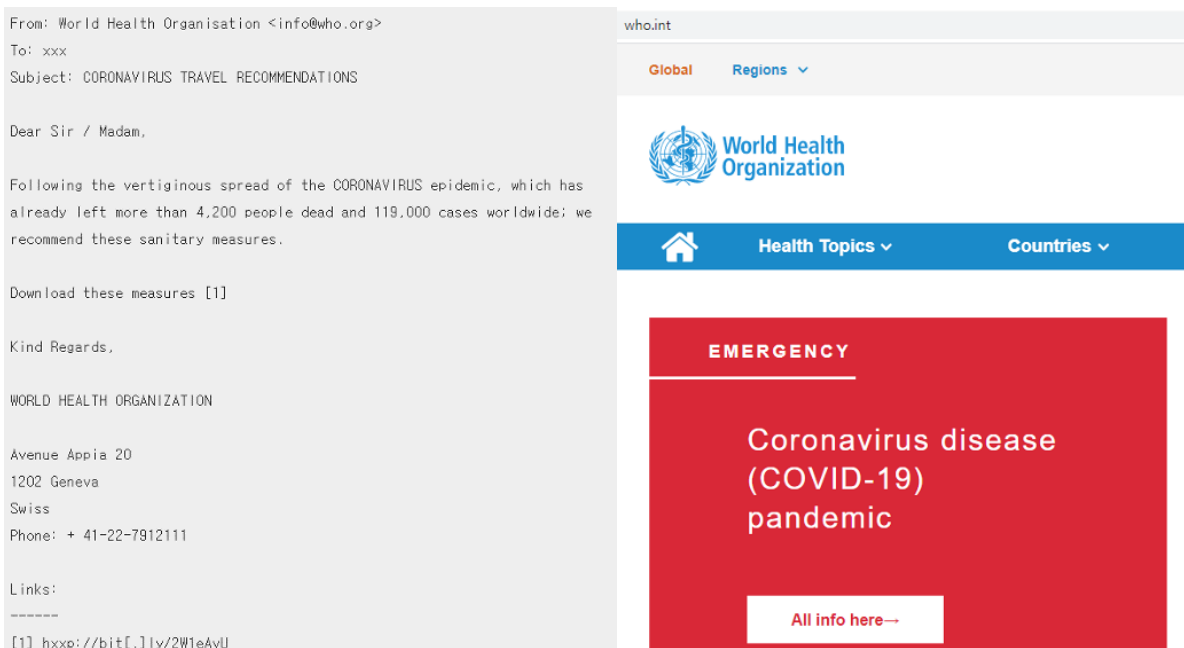 From: World Health Organisation <info@who.org>
To: xxx
Subject: CORONAVIRUS TRAVEL RECOMMENDATIONS
Dear Sir / Madam,
Following the vertiginous spread of the CORONAVIRUS epidemic, which has
already left more than 4,200 people dead and 119,000 cases worldwide; we
recommend these sanitary measures.
Download these measures [1]
Kind Regards,
WORLD HEALTH ORGANIZATION
Avenue Appia 20
1202 Geneva
Swiss
Phone: + 41-22-7912111
Links:
------
[1] hxxp://bit[.]ly/2W1eAvU
who.int
Global Regions
World Health
Organization
Health Topics Countries
EMERGENCY
Coronavirus disease
(COVID-19)
pandemic
All info here→